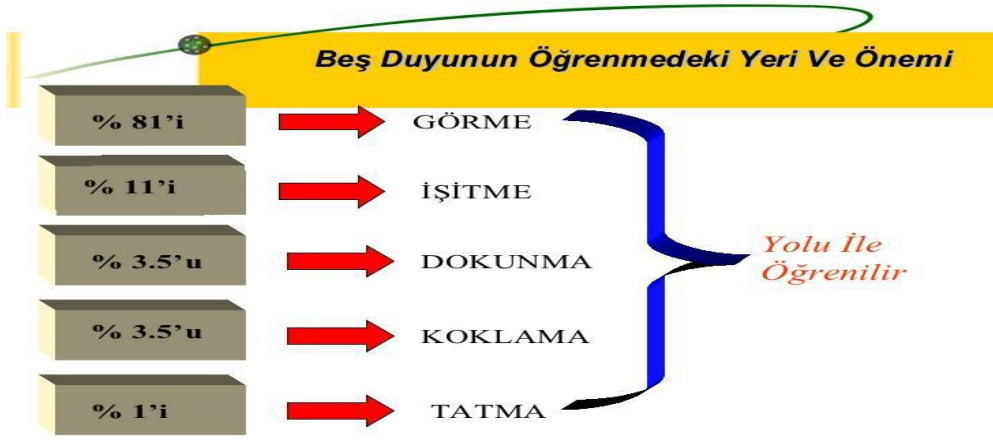 Beş Duyunun Öğrenmedeki Yeri Ve Önemi
% 81'i GÖRME
% 11'i İŞİTME
% 3.5'u DOKUNMA
% 3.5'u KOKLAMA
% 1'i TATMA
Yolu İle
Öğrenilir